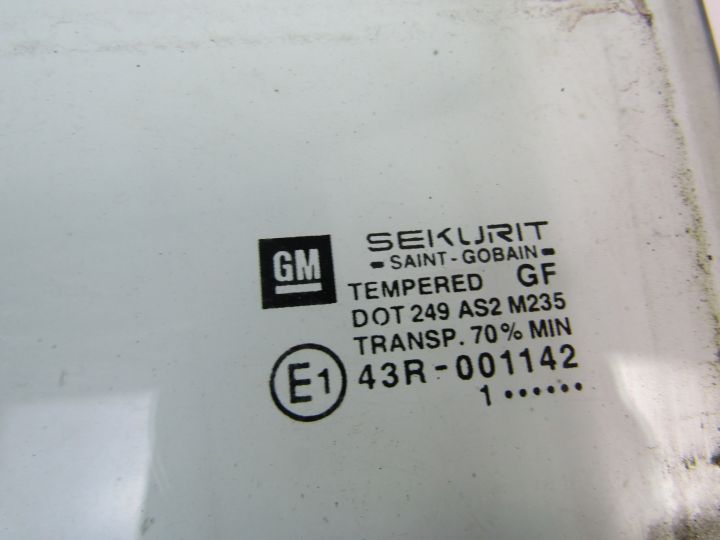 GM
SEKURIT
- SAINT - GOBAIN -
TEMPERED GF
DOT 249 AS2 M235
TRANSP. 70% MIN
E1 43R - 001142
1 ••••••